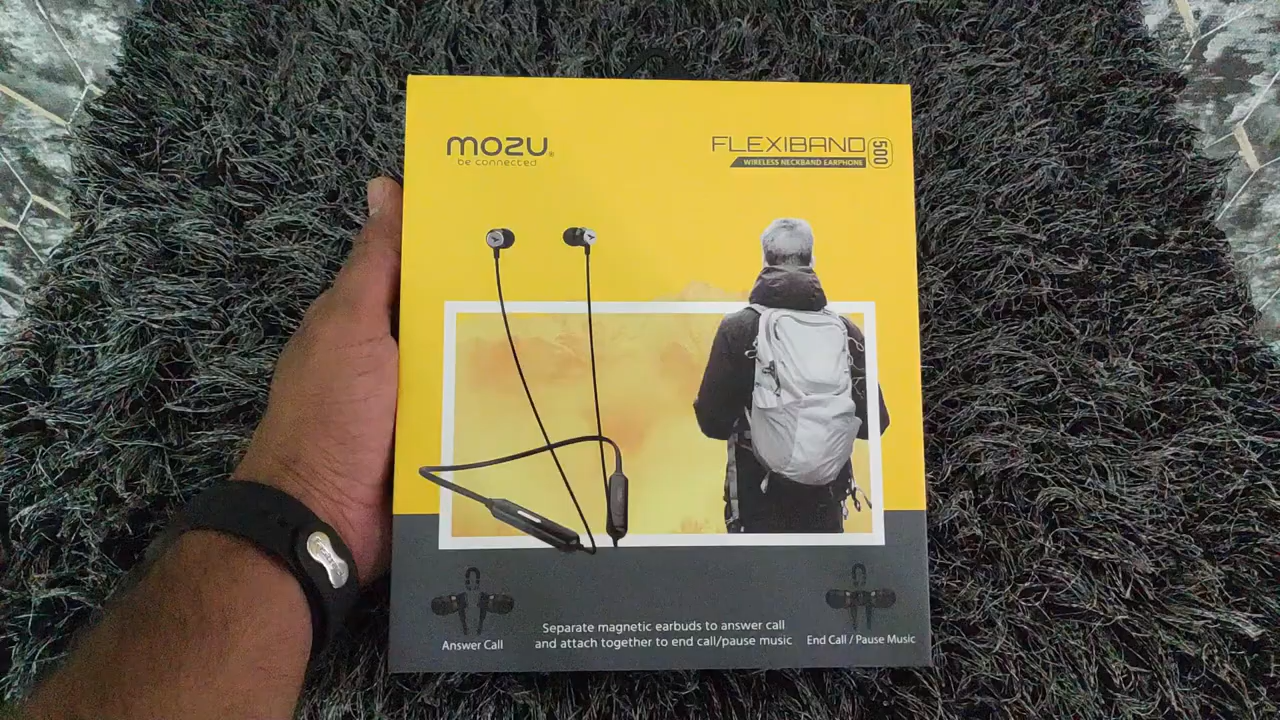 mozu®
be connected
FLEXIBAND 500
WIRELESS NECKBAND EARPHONE
Separate magnetic earbuds to answer call
and attach together to end call/pause music
Answer Call
End Call / Pause Music